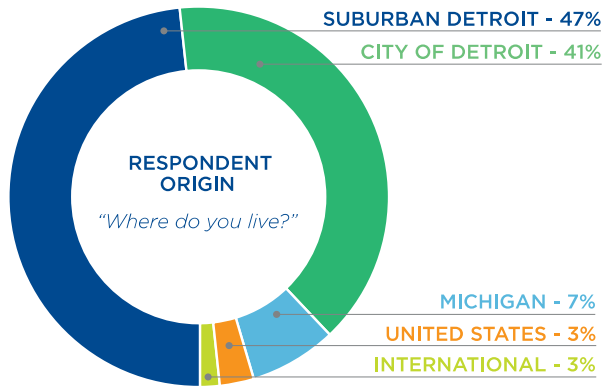 SUBURBAN DETROIT - 47%
CITY OF DETROIT - 41%
RESPONDENT
ORIGIN
“Where do you live?”
MICHIGAN - 7%
UNITED STATES - 3%
INTERNATIONAL - 3%